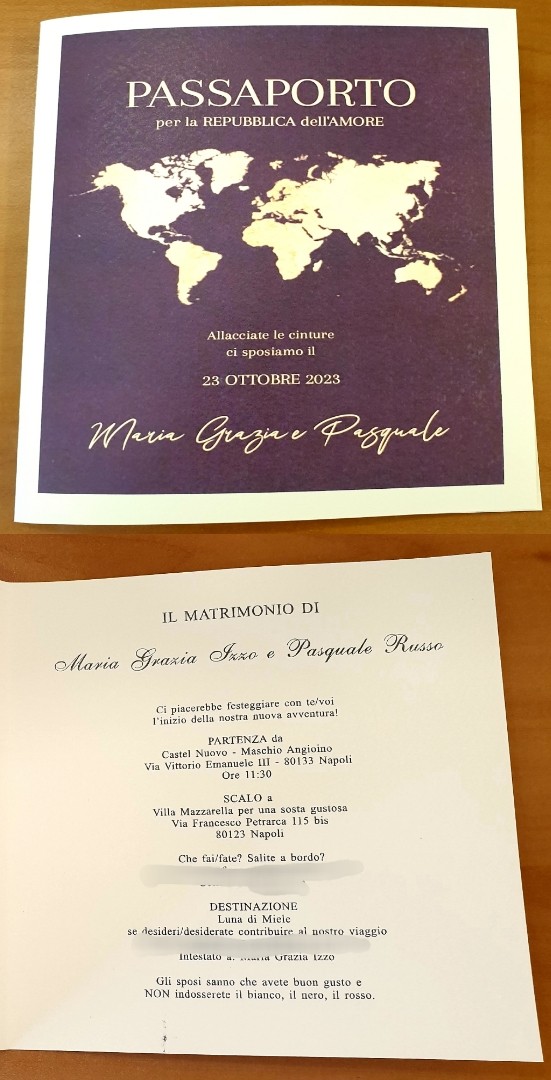 PASSAPORTO
per la REPUBBLICA dell'AMORE
Allacciate le cinture
ci sposiamo il
23 OTTOBRE 2023
Maria Grazia e Pasquale
IL MATRIMONIO DI
Maria Grazia Izzo e Pasquale Russo
Ci piacerebbe festeggiare con te/voi
l'inizio della nostra nuova avventura!
PARTENZA da
Castel Nuovo - Maschio Angioino
Via Vittorio Emanuele III - 80133 Napoli
Ore 11:30
SCALO a
Villa Mazzarella per una sosta gustosa
Via Francesco Petrarca 115 bis
80123 Napoli
Che fai/fate? Salite a bordo?
DESTINAZIONE
Luna di Miele
se desideri/desiderate contribuire al nostro viaggio
Intestato a: Maria Grazia Izzo
Gli sposi sanno che avete buon gusto e
NON indosserete il bianco, il nero, il rosso.